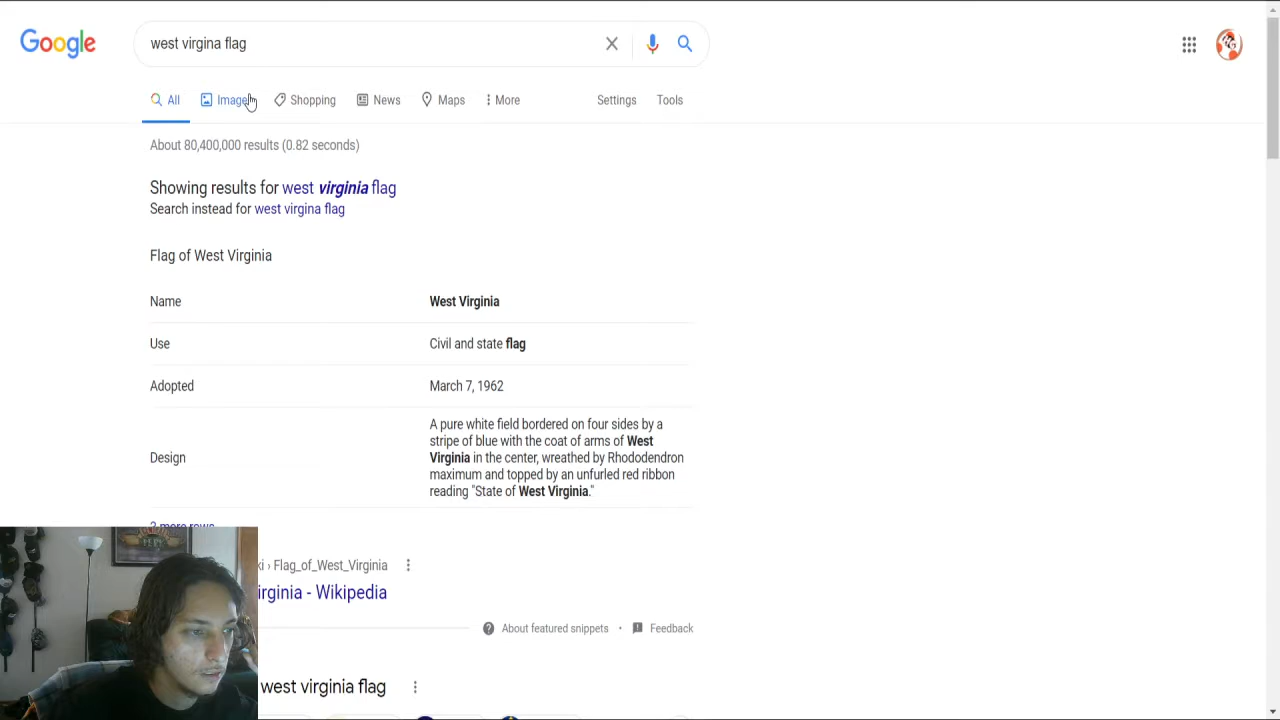 Google
west virgina flag
All
Images
Shopping
News
Maps
More
Settings
Tools
About 80,400,000 results (0.82 seconds)
Showing results for west virginia flag
Search instead for west virgina flag
Flag of West Virginia
Name West Virginia
Use Civil and state flag
Adopted March 7, 1962
Design
A pure white field bordered on four sides by a
stripe of blue with the coat of arms of West
Virginia in the center, wreathed by Rhododendron
maximum and topped by an unfurled red ribbon
reading "State of West Virginia."
3 more rows
ki › Flag_of_West_Virginia
irginia - Wikipedia
About featured snippets • Feedback
west virginia flag